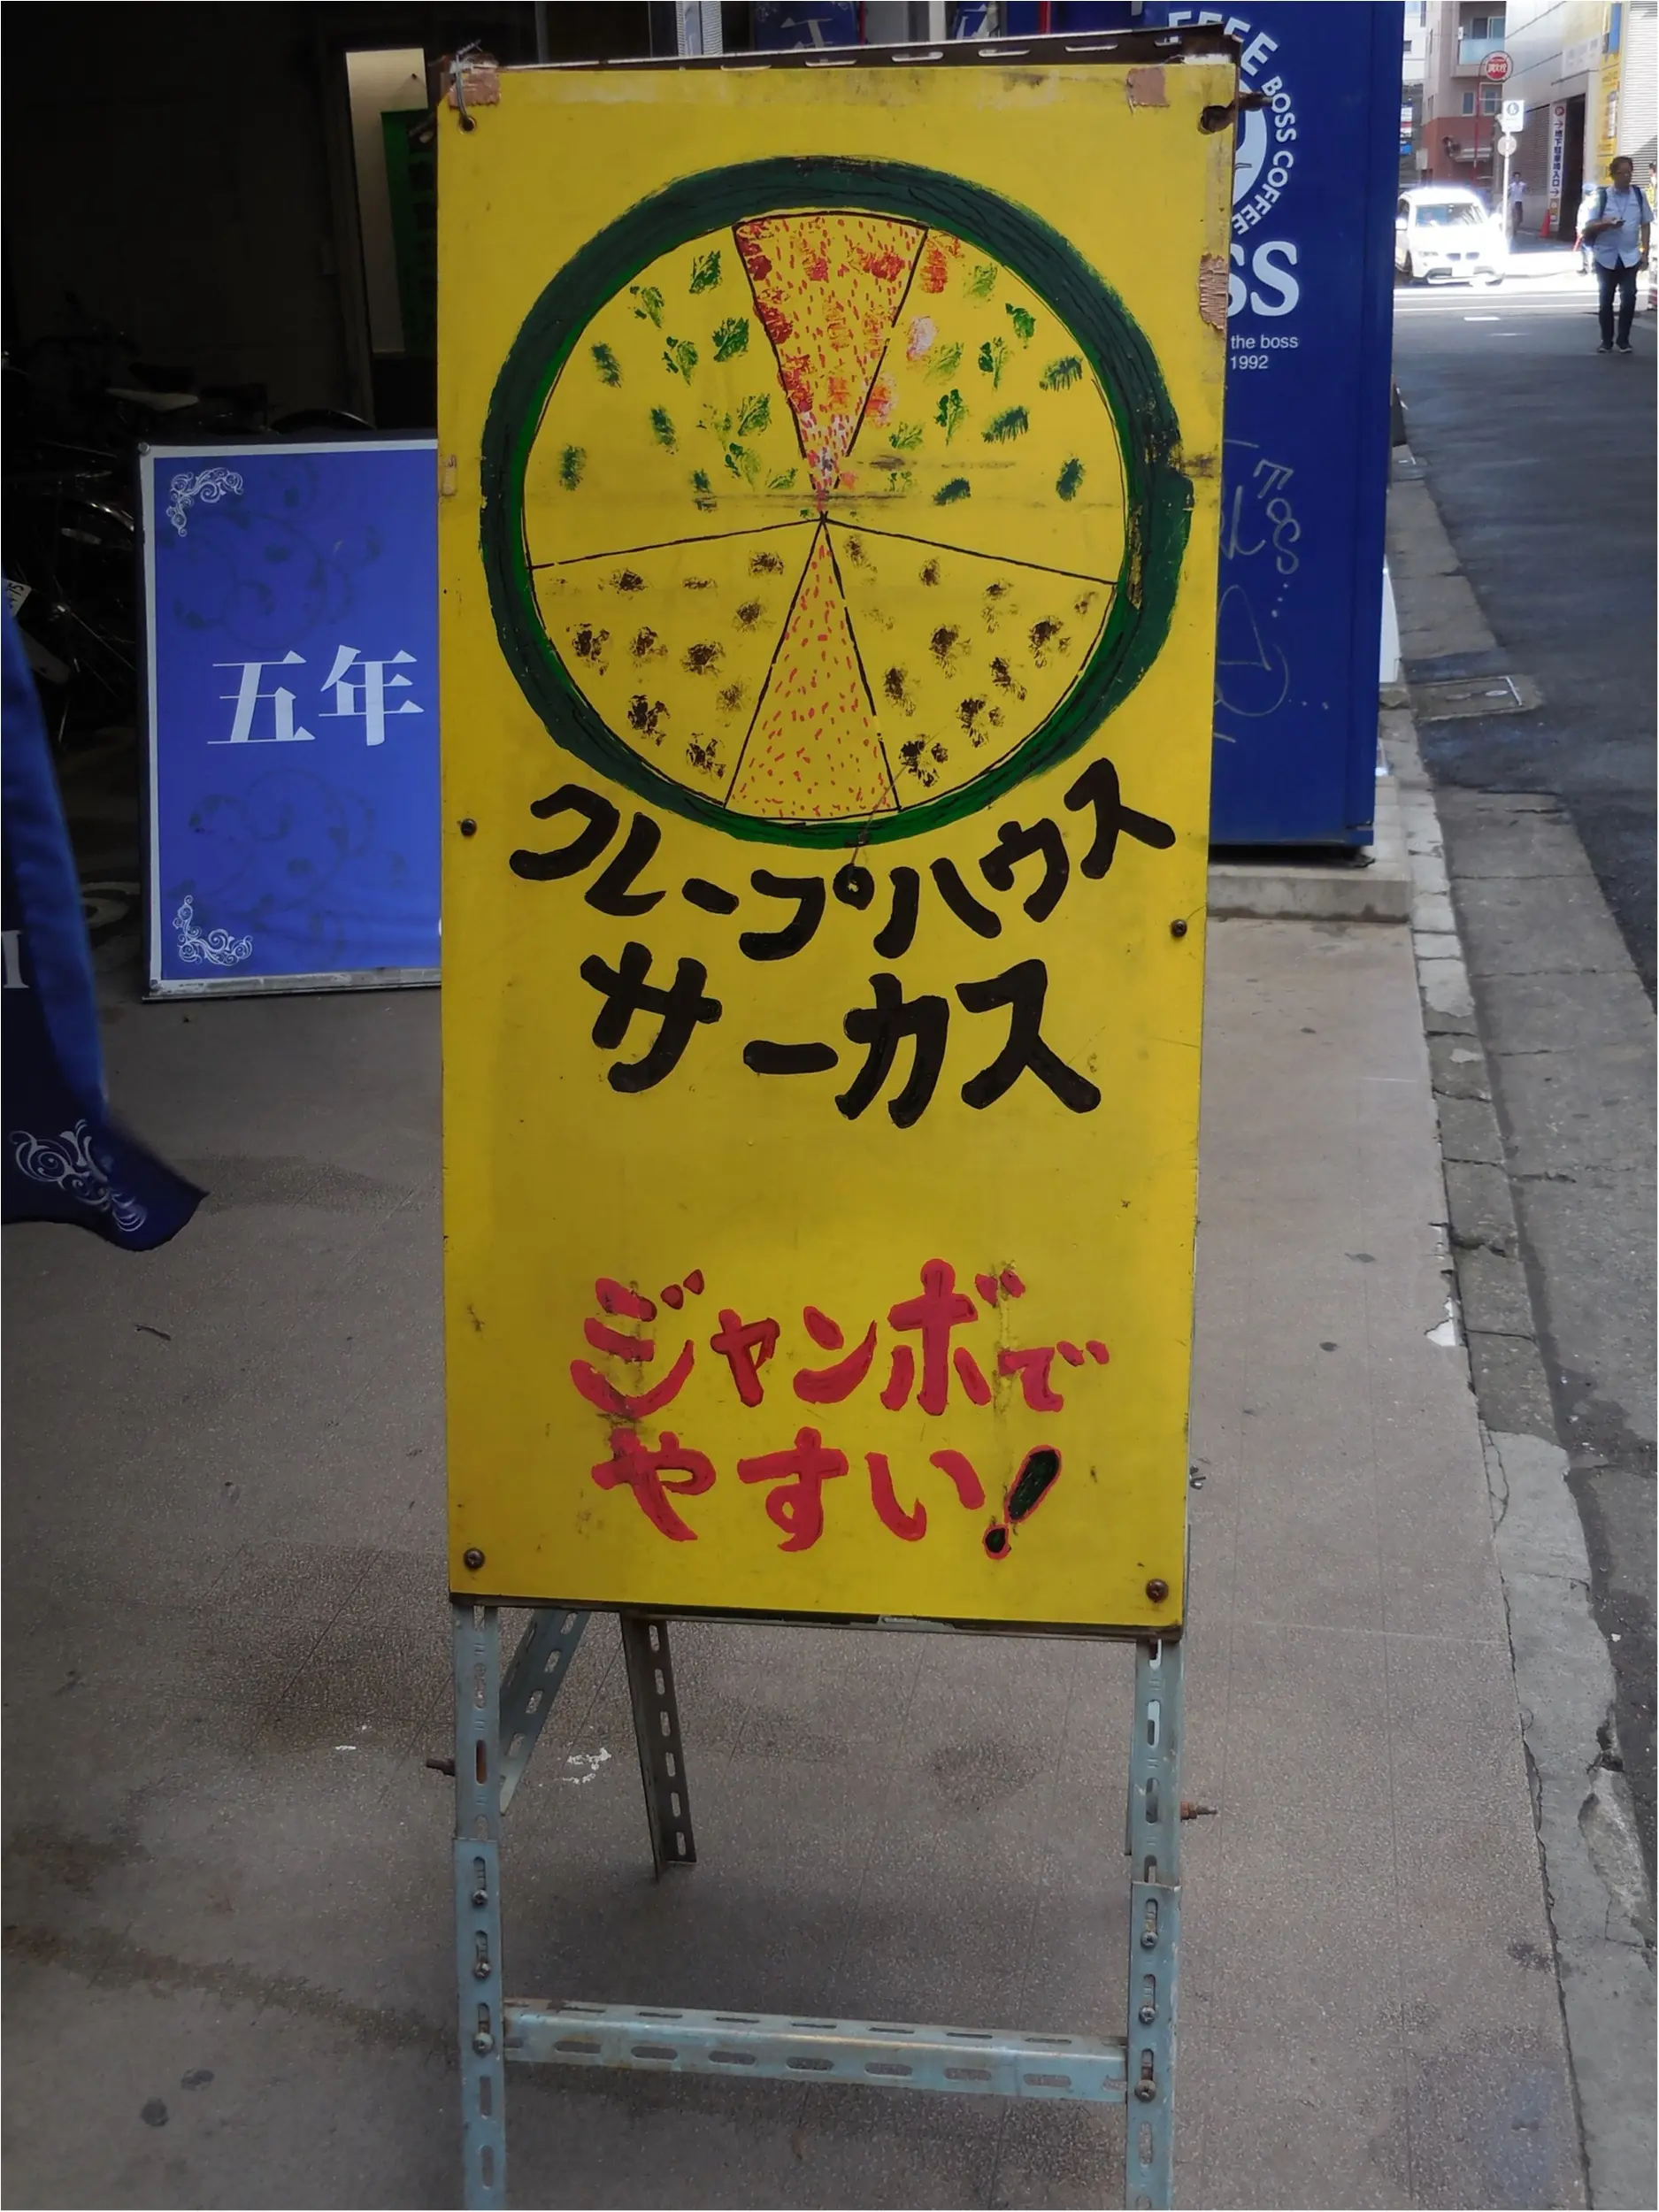 クレープハウス
サーカス
ジャンボで
やすい!
五年
BOSS COFFEE
SS
the boss
1992